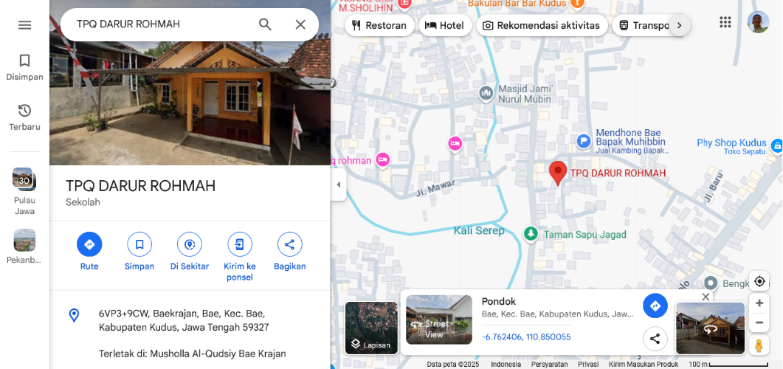 TPQ DARUR ROHMAH
Disimpan
Terbaru
30
Pulau
Jawa
Pekanb...
TPQ DARUR ROHMAH
Sekolah
Rute
Simpan
Di Sekitar
Kirim ke
ponsel
Bagikan
6VP3+9CW, Baekrajan, Bae, Kec. Bae,
Kabupaten Kudus, Jawa Tengah 59327
Terletak di: Musholla Al-Qudsiy Bae Krajan
M.SHOLIHIN
Bakulan Bar Bar Kudus
Restoran
Hotel
Rekomendasi aktivitas
Transpo
Masjid Jami'
Nurul Mubin
Mendhone Bae
Bapak Muhibbin
Jual Kambing Bapak...
Phy Shop Kudus
Toko Sepatu
q rohman
TPQ DARUR ROHMAH
JL. Mawar
Jl. Baru
Kali Serep
Taman Sapu Jagad
Bengk
Lapisan
Street
View
Pondok
Bae, Kec. Bae, Kabupaten Kudus, Jaw...
-6.762406, 110.850055
Data peta ©2025
Indonesia
Persyaratan
Privasi
Kirim Masukan Produk
100 m